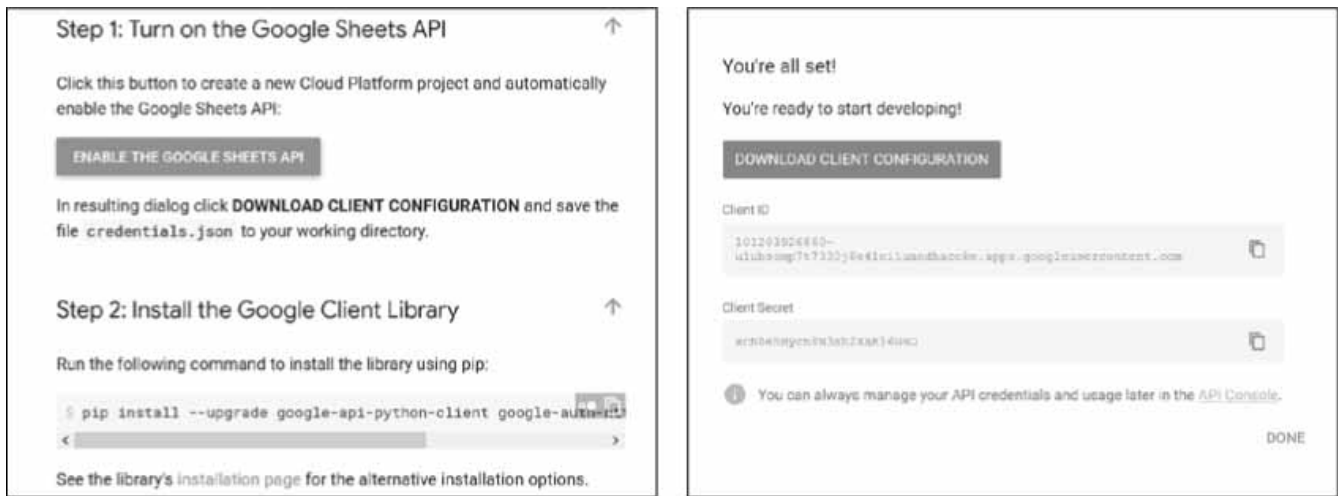 Step 1: Turn on the Google Sheets API
Click this button to create a new Cloud Platform project and automatically
enable the Google Sheets API:
ENABLE THE GOOGLE SHEETS API
In resulting dialog click DOWNLOAD CLIENT CONFIGURATION and save the
file credentials.json to your working directory.
Step 2: Install the Google Client Library
Run the following command to install the library using pip:
$ pip install --upgrade google-api-python-client google-auth-
See the library's installation page for the alternative installation options.
You're all set!
You're ready to start developing!
DOWNLOAD CLIENT CONFIGURATION
Client ID
Client Secret
You can always manage your API credentials and usage later in the API Console.
DONE